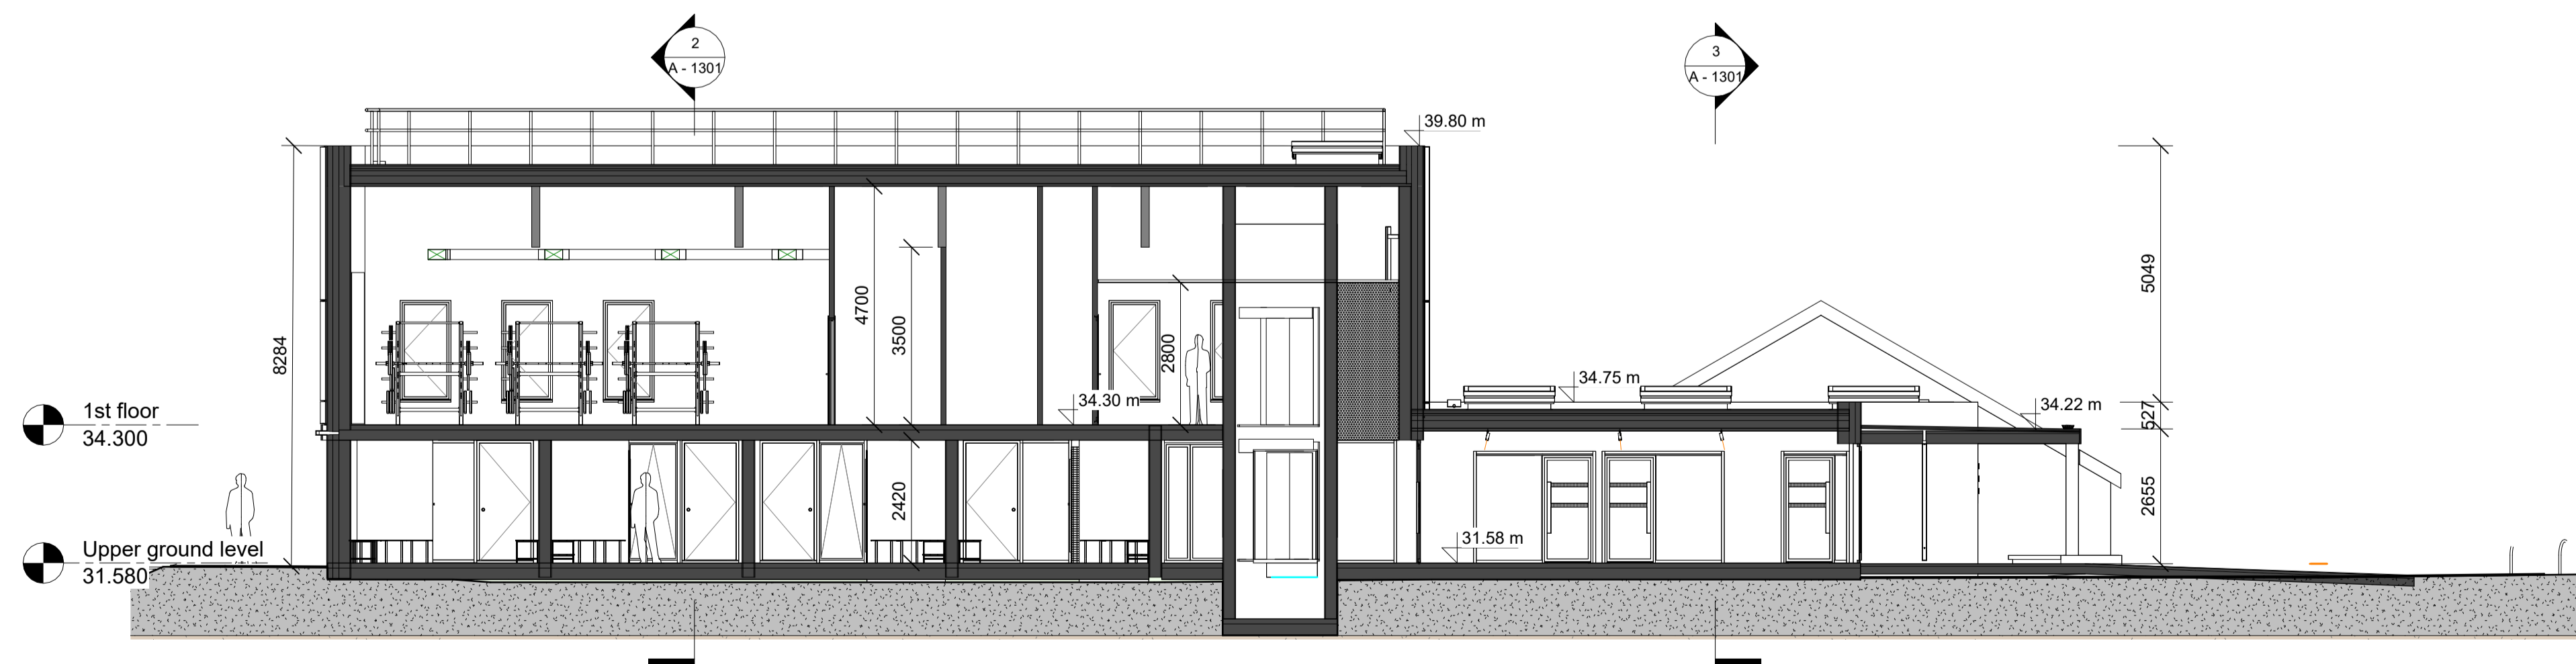 2
A - 1301
3
A - 1301
39.80 m
8284
4700
3500
2800
5049
34.75 m
34.30 m
34.22 m
527
1st floor
34.300
2420
2655
31.58 m
Upper ground level
31.580